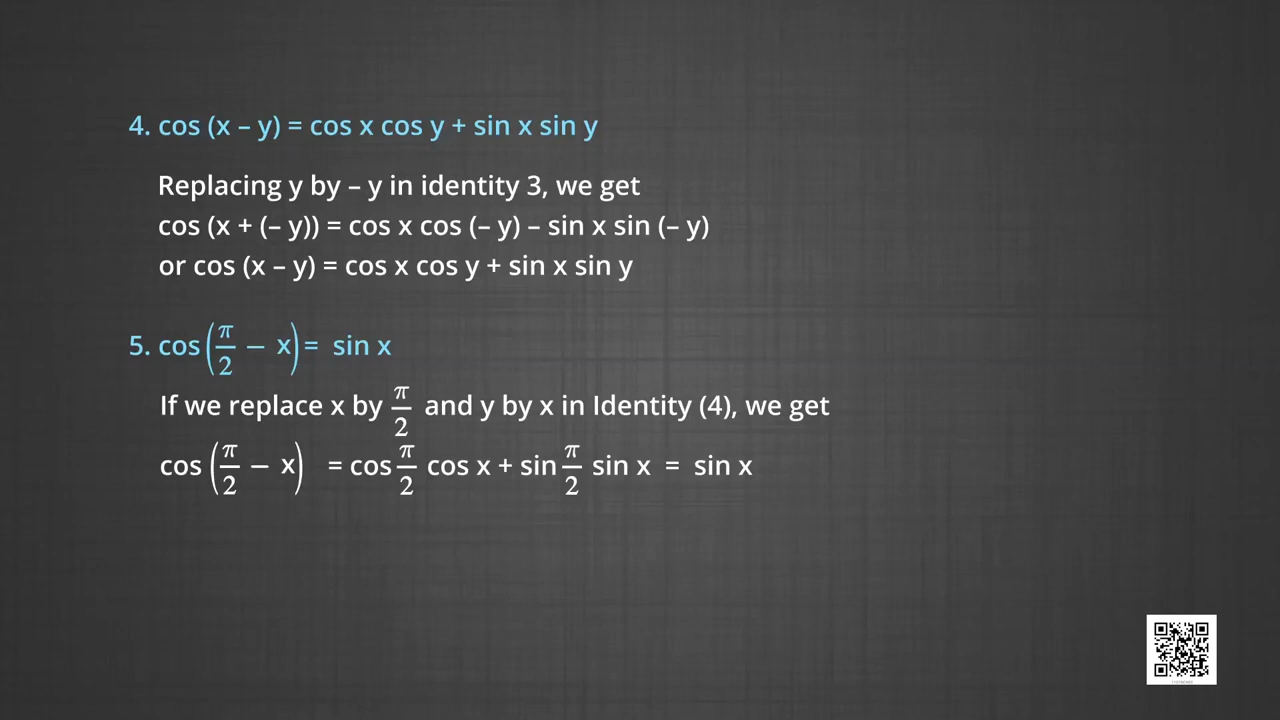 4. cos (x – y) = cos x cos y + sin x sin y
Replacing y by – y in identity 3, we get
cos (x + (– y)) = cos x cos (– y) – sin x sin (– y)
or cos (x – y) = cos x cos y + sin x sin y
5. cos (π/2 – x) = sin x
If we replace x by π/2 and y by x in Identity (4), we get
cos (π/2 – x) = cos π/2 cos x + sin π/2 sin x = sin x